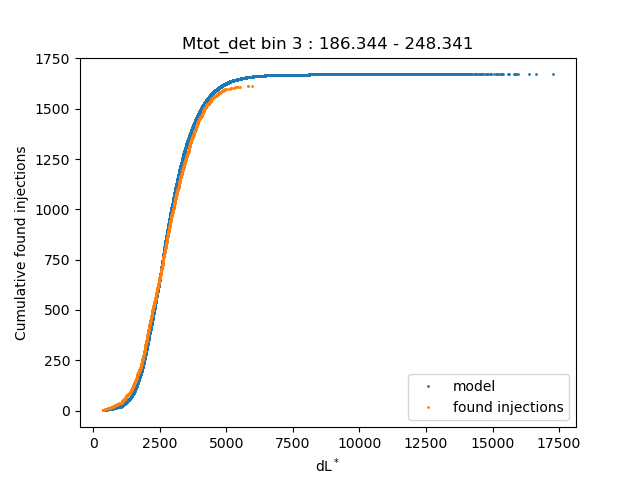 Mtot_det bin 3 : 186.344 - 248.341
Cumulative found injections
1750
1500
1250
1000
750
500
250
0
0 2500 5000 7500 10000 12500 15000 17500
dL*
model
found injections